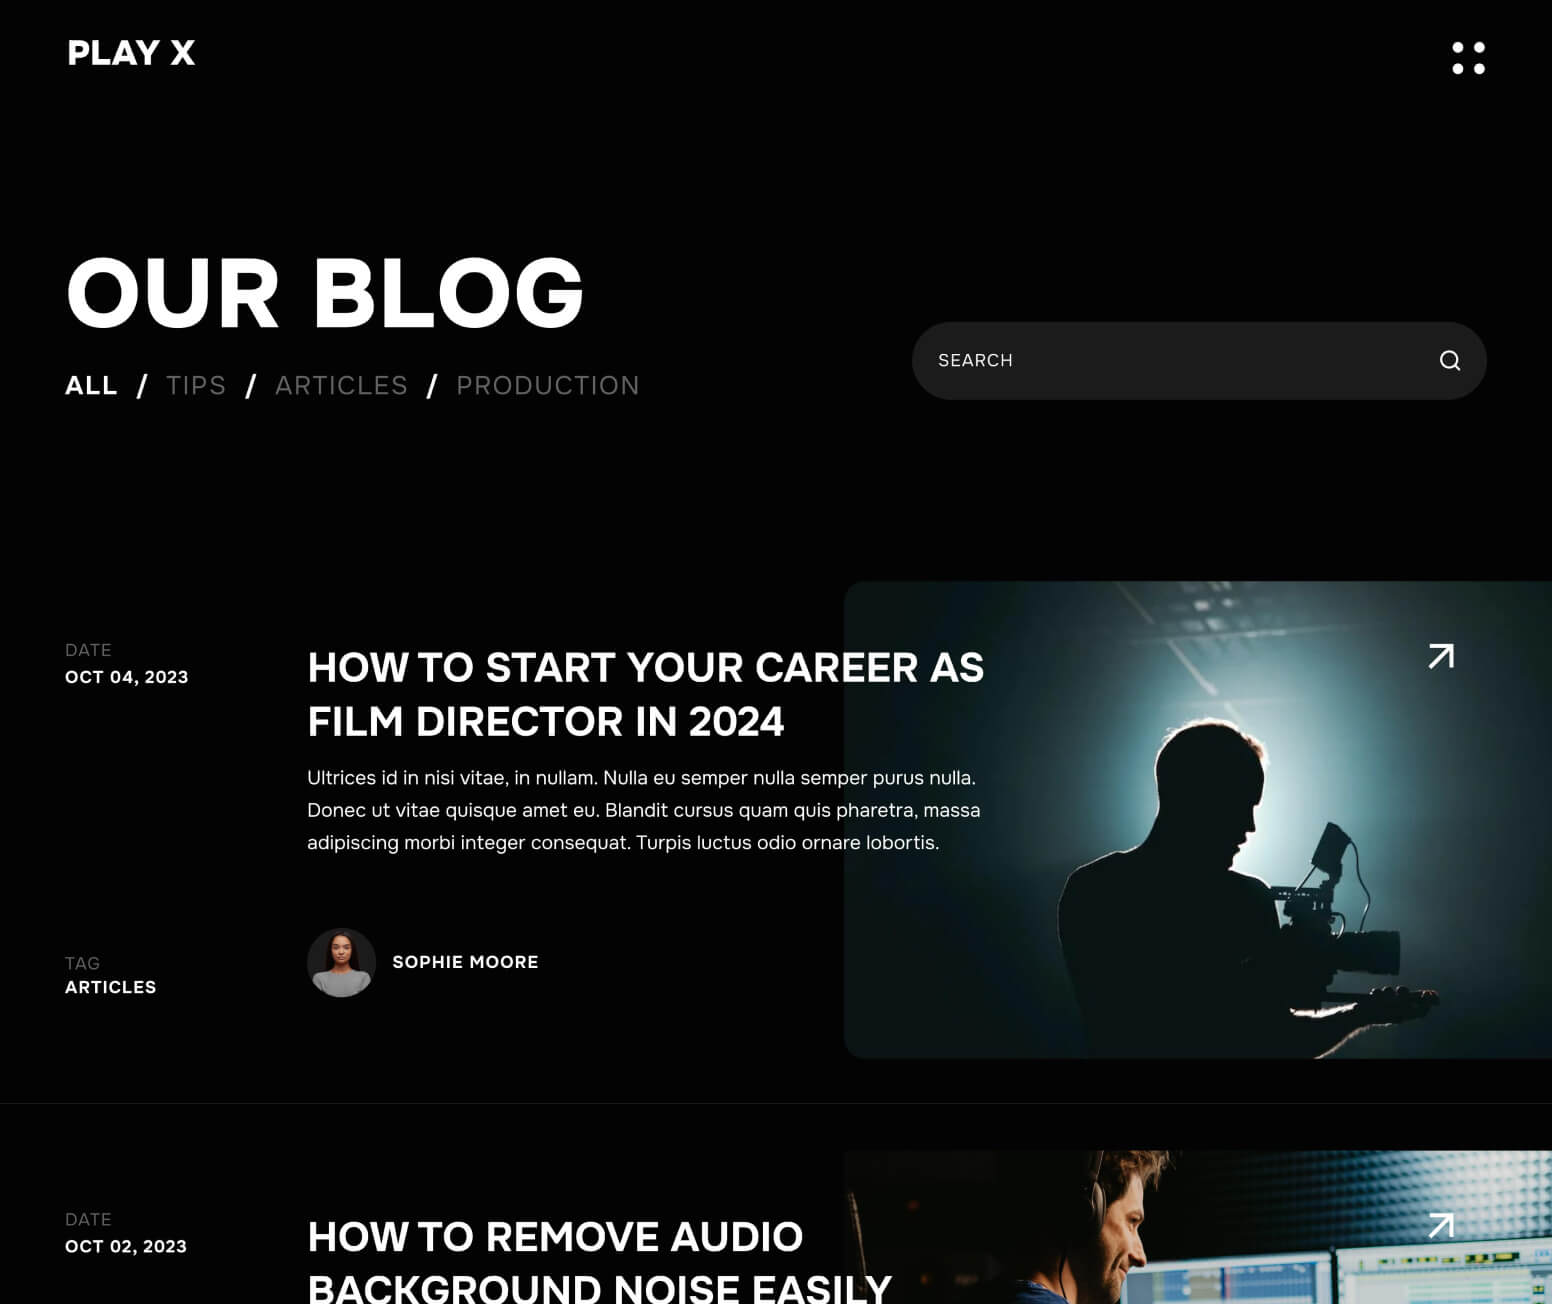 PLAY X
OUR BLOG
ALL / TIPS / ARTICLES / PRODUCTION
SEARCH
DATE
OCT 04, 2023
HOW TO START YOUR CAREER AS
FILM DIRECTOR IN 2024
Ultrices id in nisi vitae, in nullam. Nulla eu semper nulla semper purus nulla.
Donec ut vitae quisque amet eu. Blandit cursus quam quis pharetra, massa
adipiscing morbi integer consequat. Turpis luctus odio ornare lobortis.
TAG
ARTICLES
SOPHIE MOORE
DATE
OCT 02, 2023
HOW TO REMOVE AUDIO
BACKGROUND NOISE EASILY